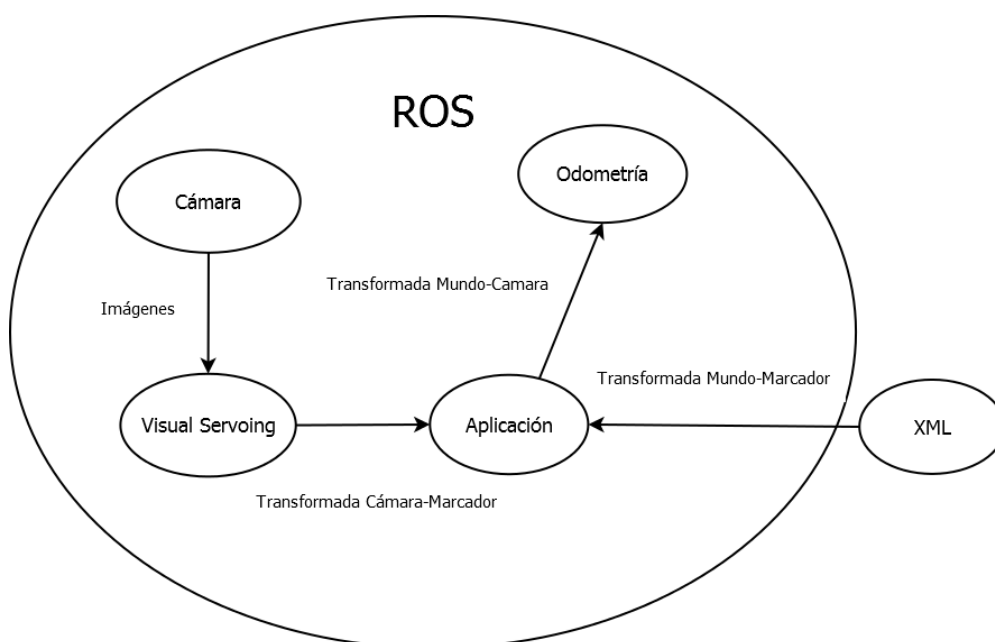 ROS
Odometría
Cámara
Transformada Mundo-Camara
Imágenes
Transformada Mundo-Marcador
Visual Servoing
Aplicación
XML
Transformada Cámara-Marcador